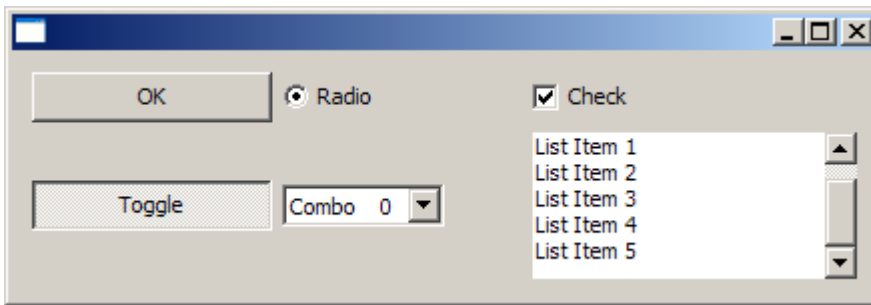 OK
Radio
Check
Toggle
Combo 0
List Item 1
List Item 2
List Item 3
List Item 4
List Item 5